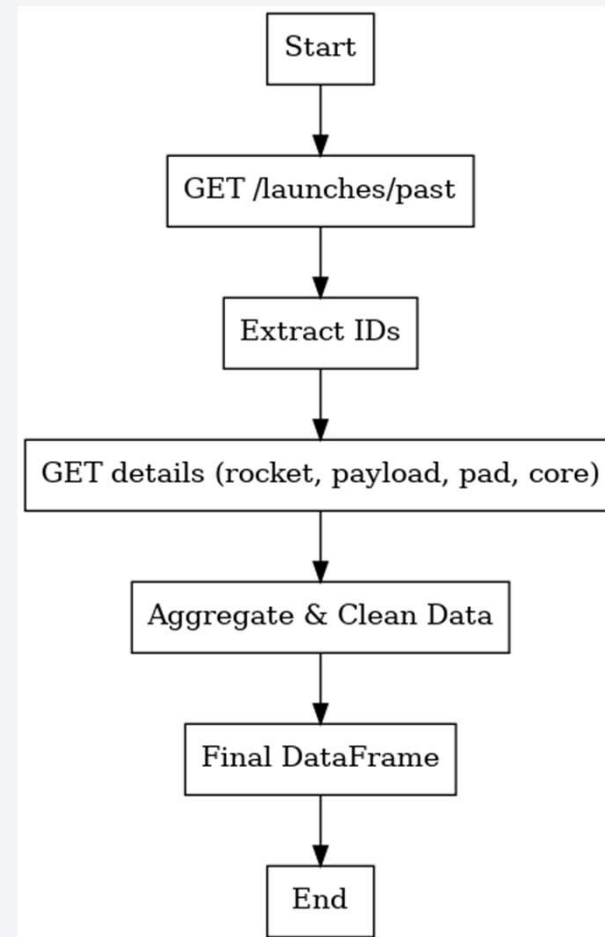 Start
GET /launches/past
Extract IDs
GET details (rocket, payload, pad, core)
Aggregate & Clean Data
Final DataFrame
End